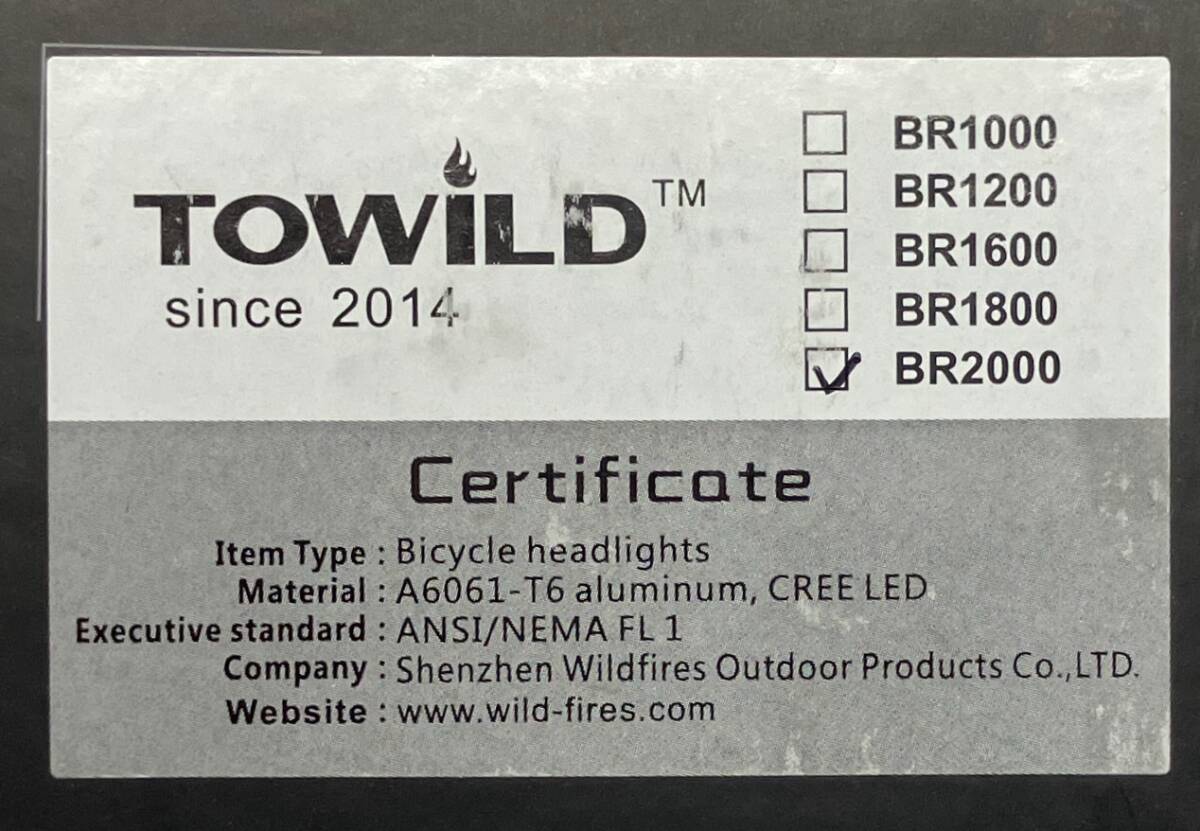 TOWiLD™
since 2014
BR1000
BR1200
BR1600
BR1800
BR2000
Certificate
Item Type : Bicycle headlights
Material : A6061-T6 aluminum, CREE LED
Executive standard : ANSI/NEMA FL 1
Company : Shenzhen Wildfires Outdoor Products Co.,LTD.
Website : www.wild-fires.com